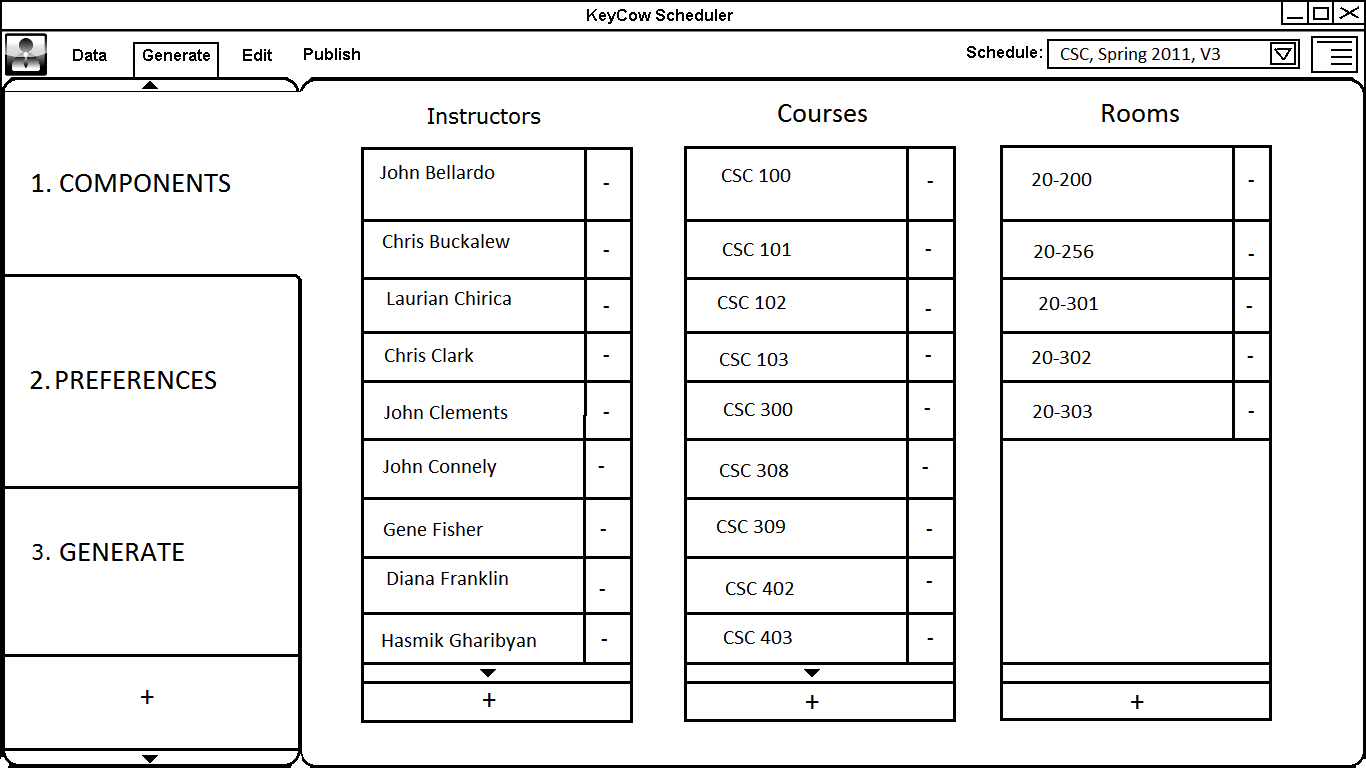 KeyCow Scheduler
Data Generate Edit Publish Schedule: CSC, Spring 2011, V3
1. COMPONENTS
2. PREFERENCES
3. GENERATE
+
Instructors
John Bellardo -
Chris Buckalew -
Laurian Chirica -
Chris Clark -
John Clements -
John Connely -
Gene Fisher -
Diana Franklin -
Hasmik Gharibyan -
+
Courses
CSC 100 -
CSC 101 -
CSC 102 -
CSC 103 -
CSC 300 -
CSC 308 -
CSC 309 -
CSC 402 -
CSC 403 -
+
Rooms
20-200 -
20-256 -
20-301 -
20-302 -
20-303 -
+